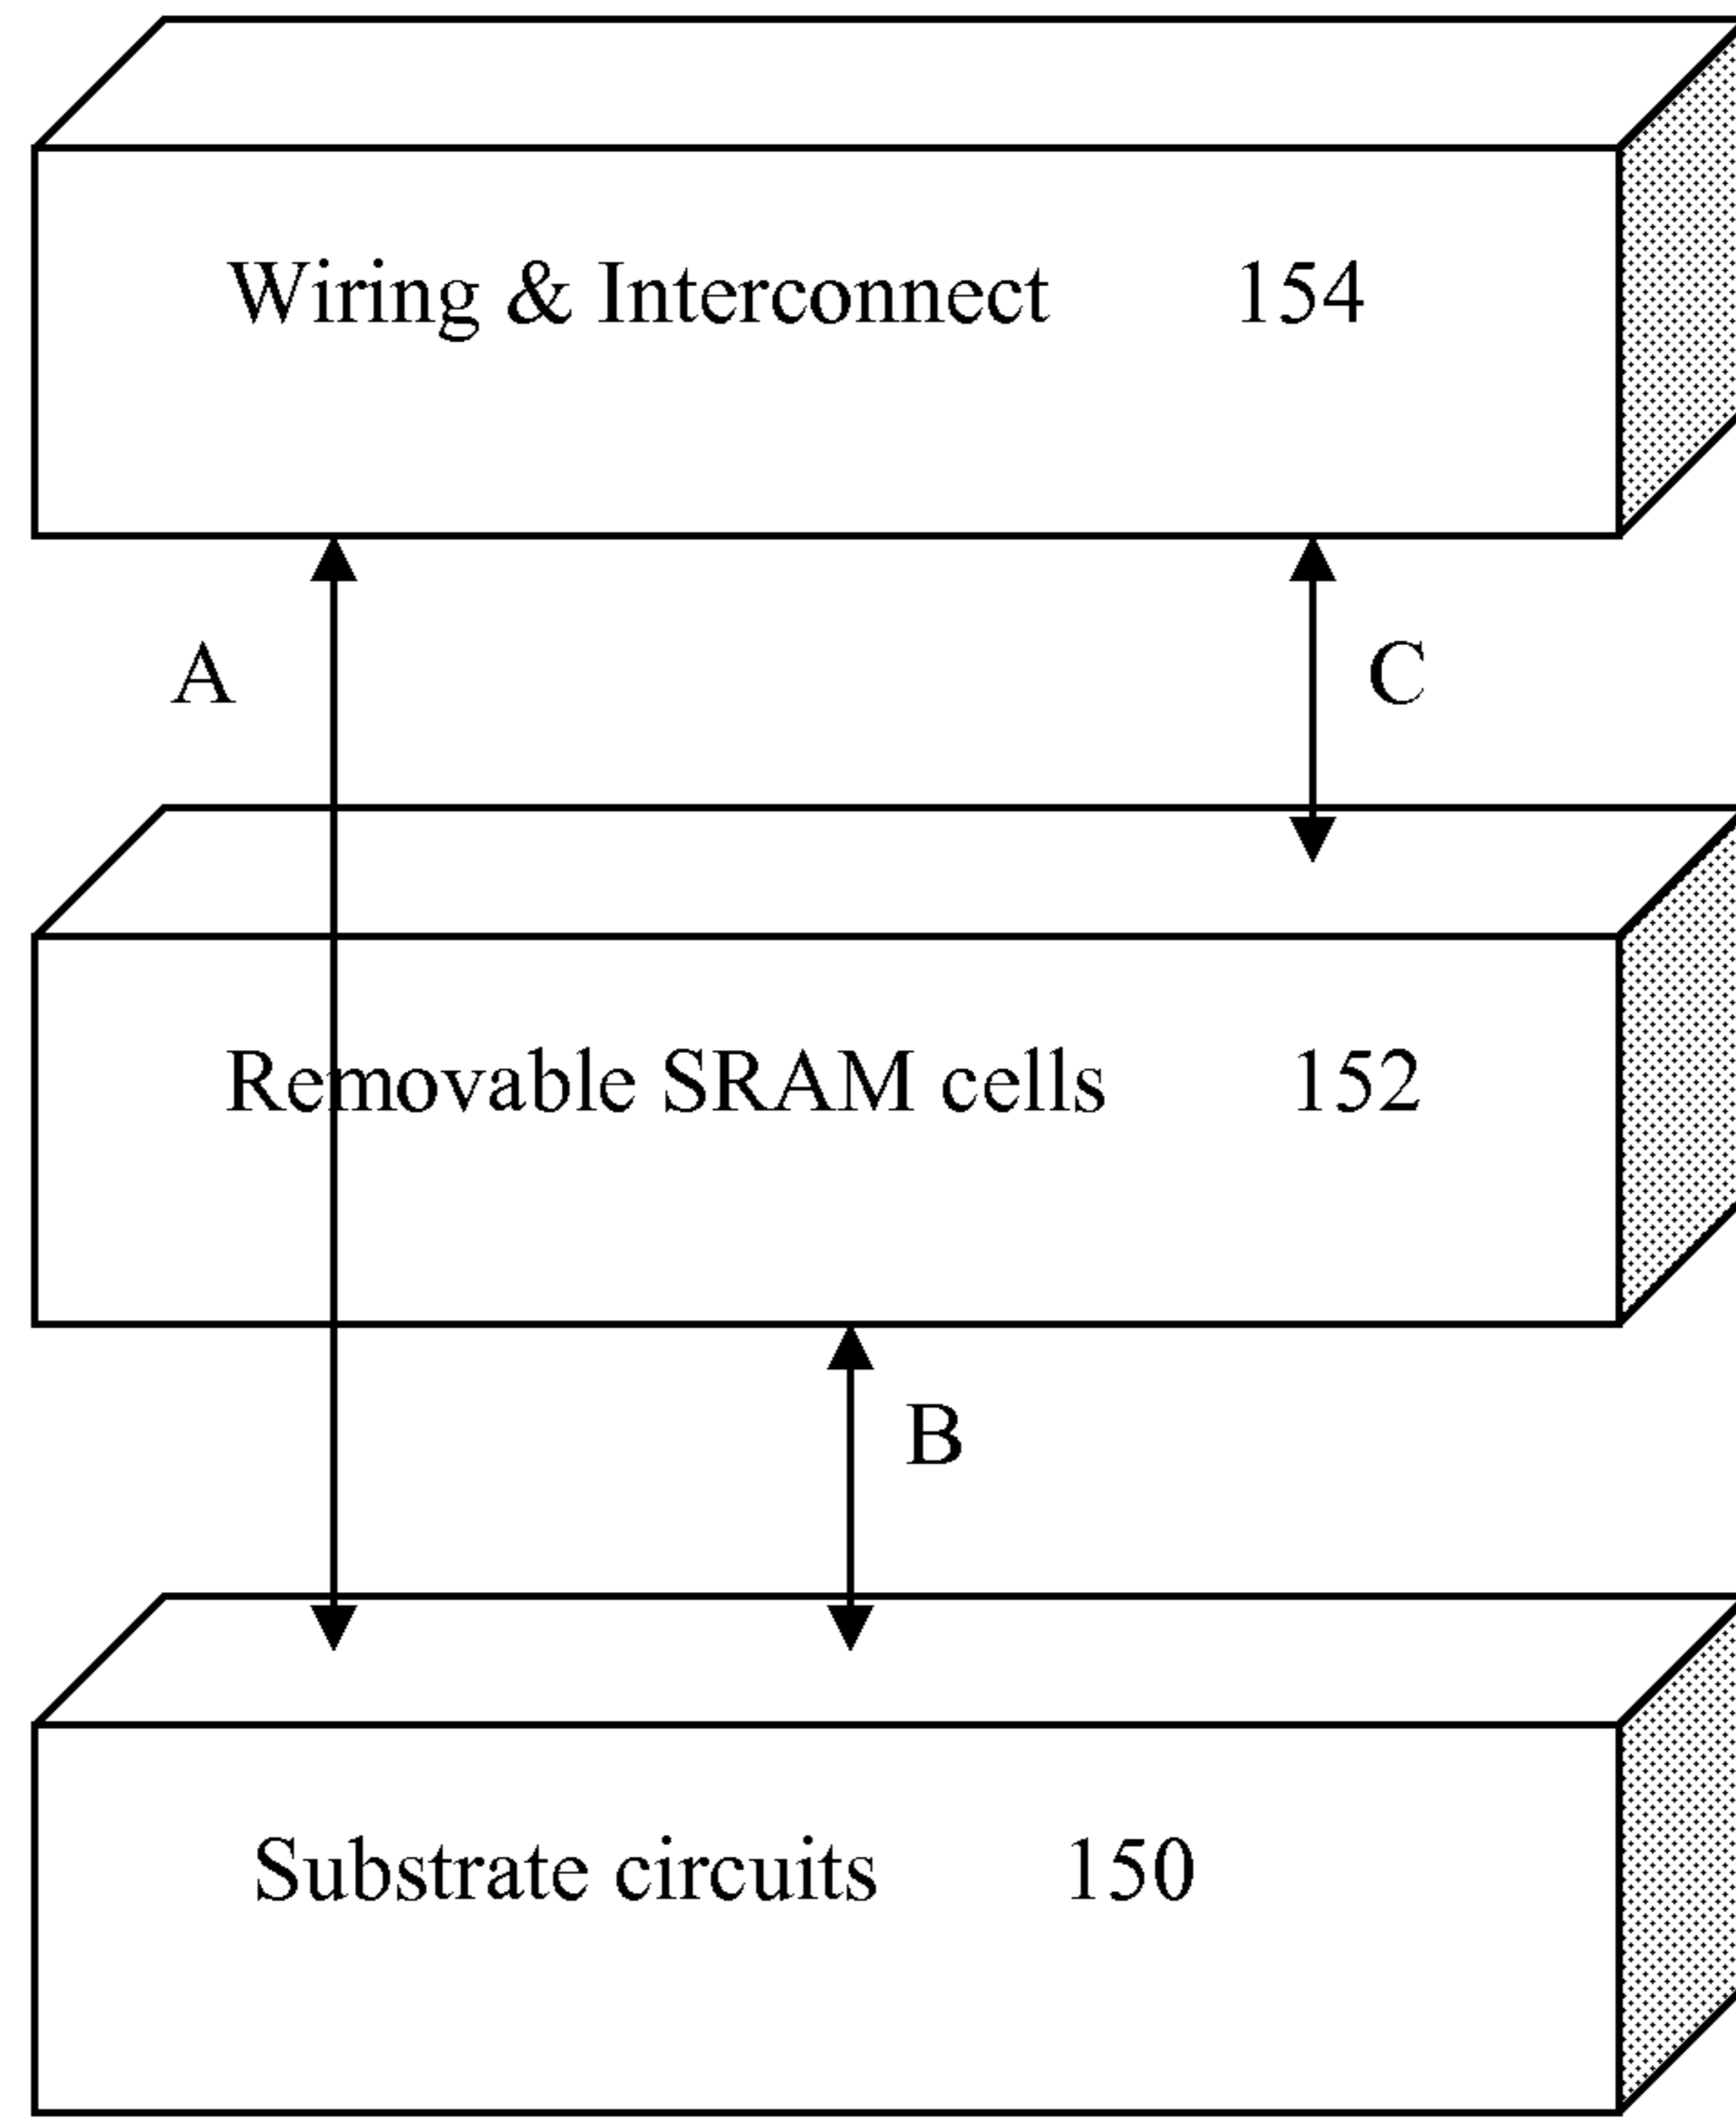 Wiring & Interconnect 154
A
C
Removable SRAM cells 152
B
Substrate circuits 150